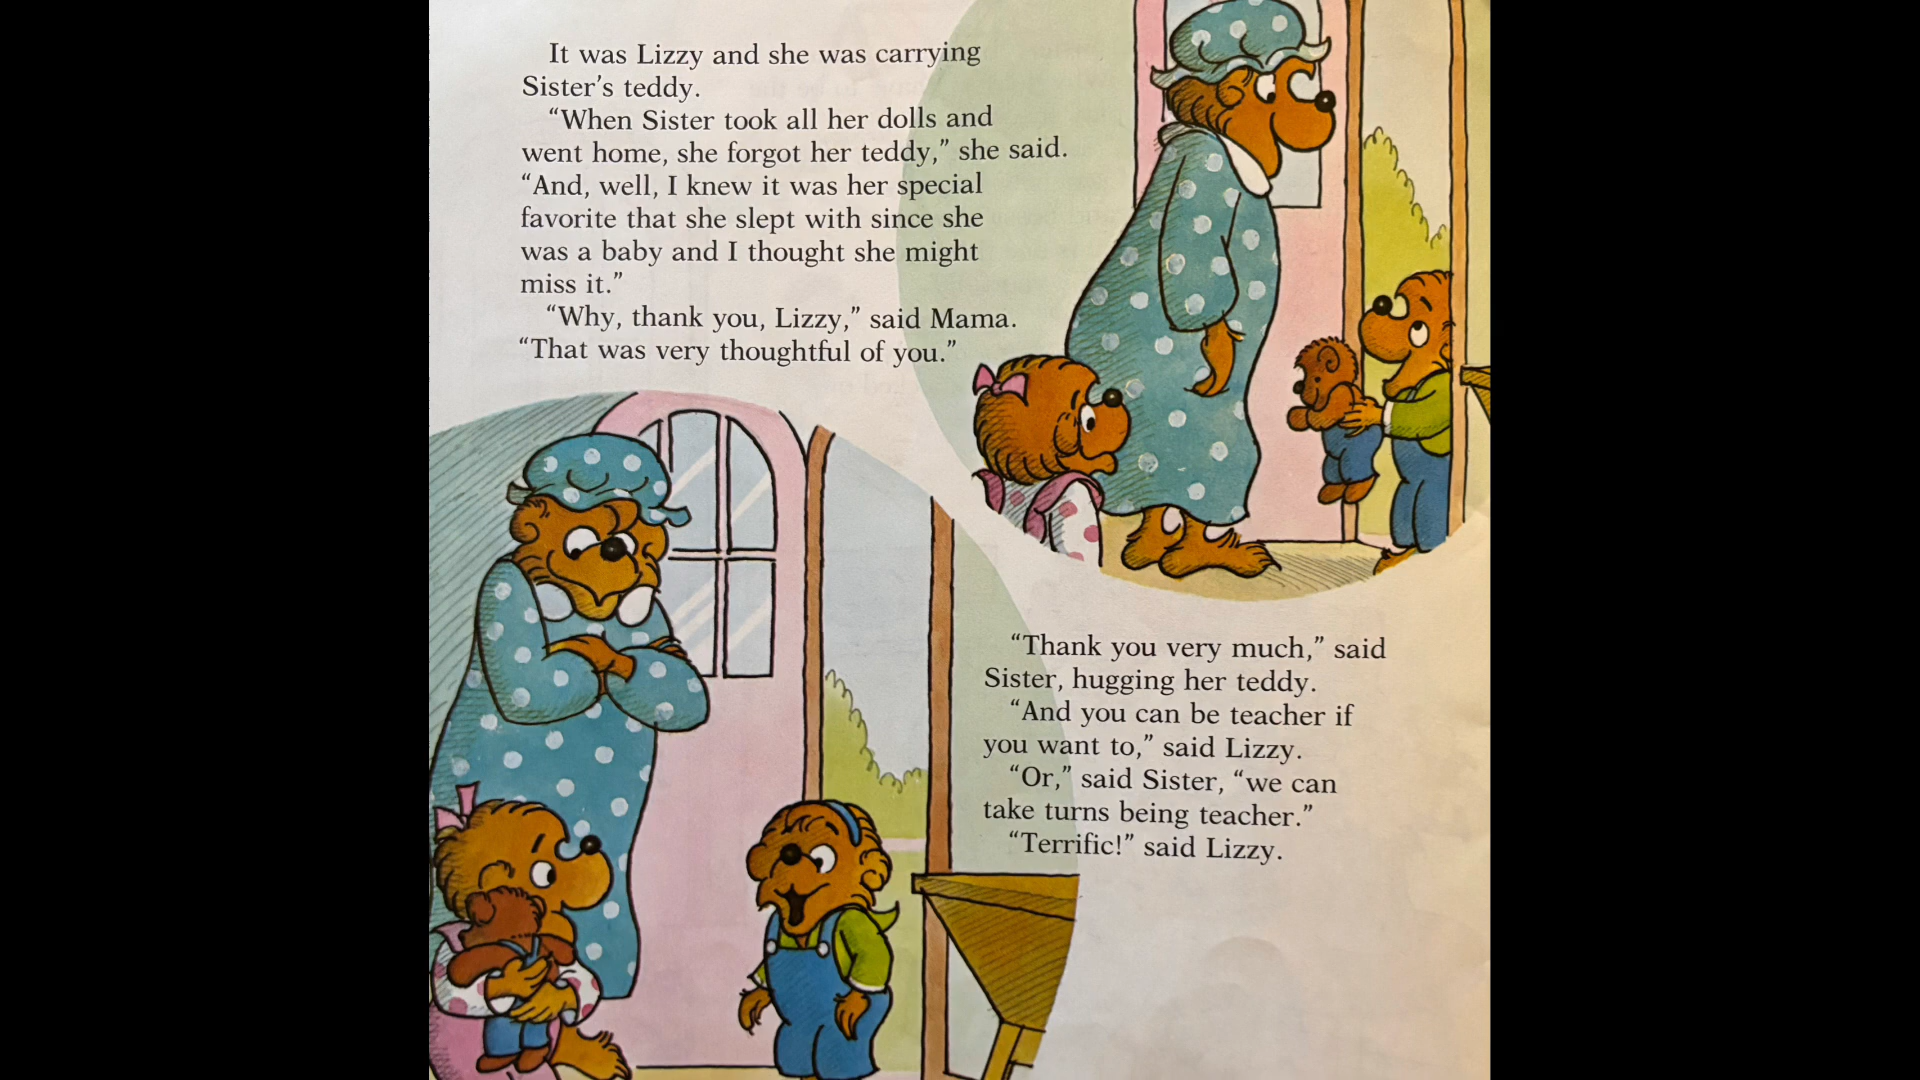 It was Lizzy and she was carrying
Sister's teddy.
“When Sister took all her dolls and
went home, she forgot her teddy,” she said.
“And, well, I knew it was her special
favorite that she slept with since she
was a baby and I thought she might
miss it.”
“Why, thank you, Lizzy,” said Mama.
“That was very thoughtful of you.”
“Thank you very much,” said
Sister, hugging her teddy.
“And you can be teacher if
you want to,” said Lizzy.
“Or,” said Sister, “we can
take turns being teacher.”
“Terrific!” said Lizzy.